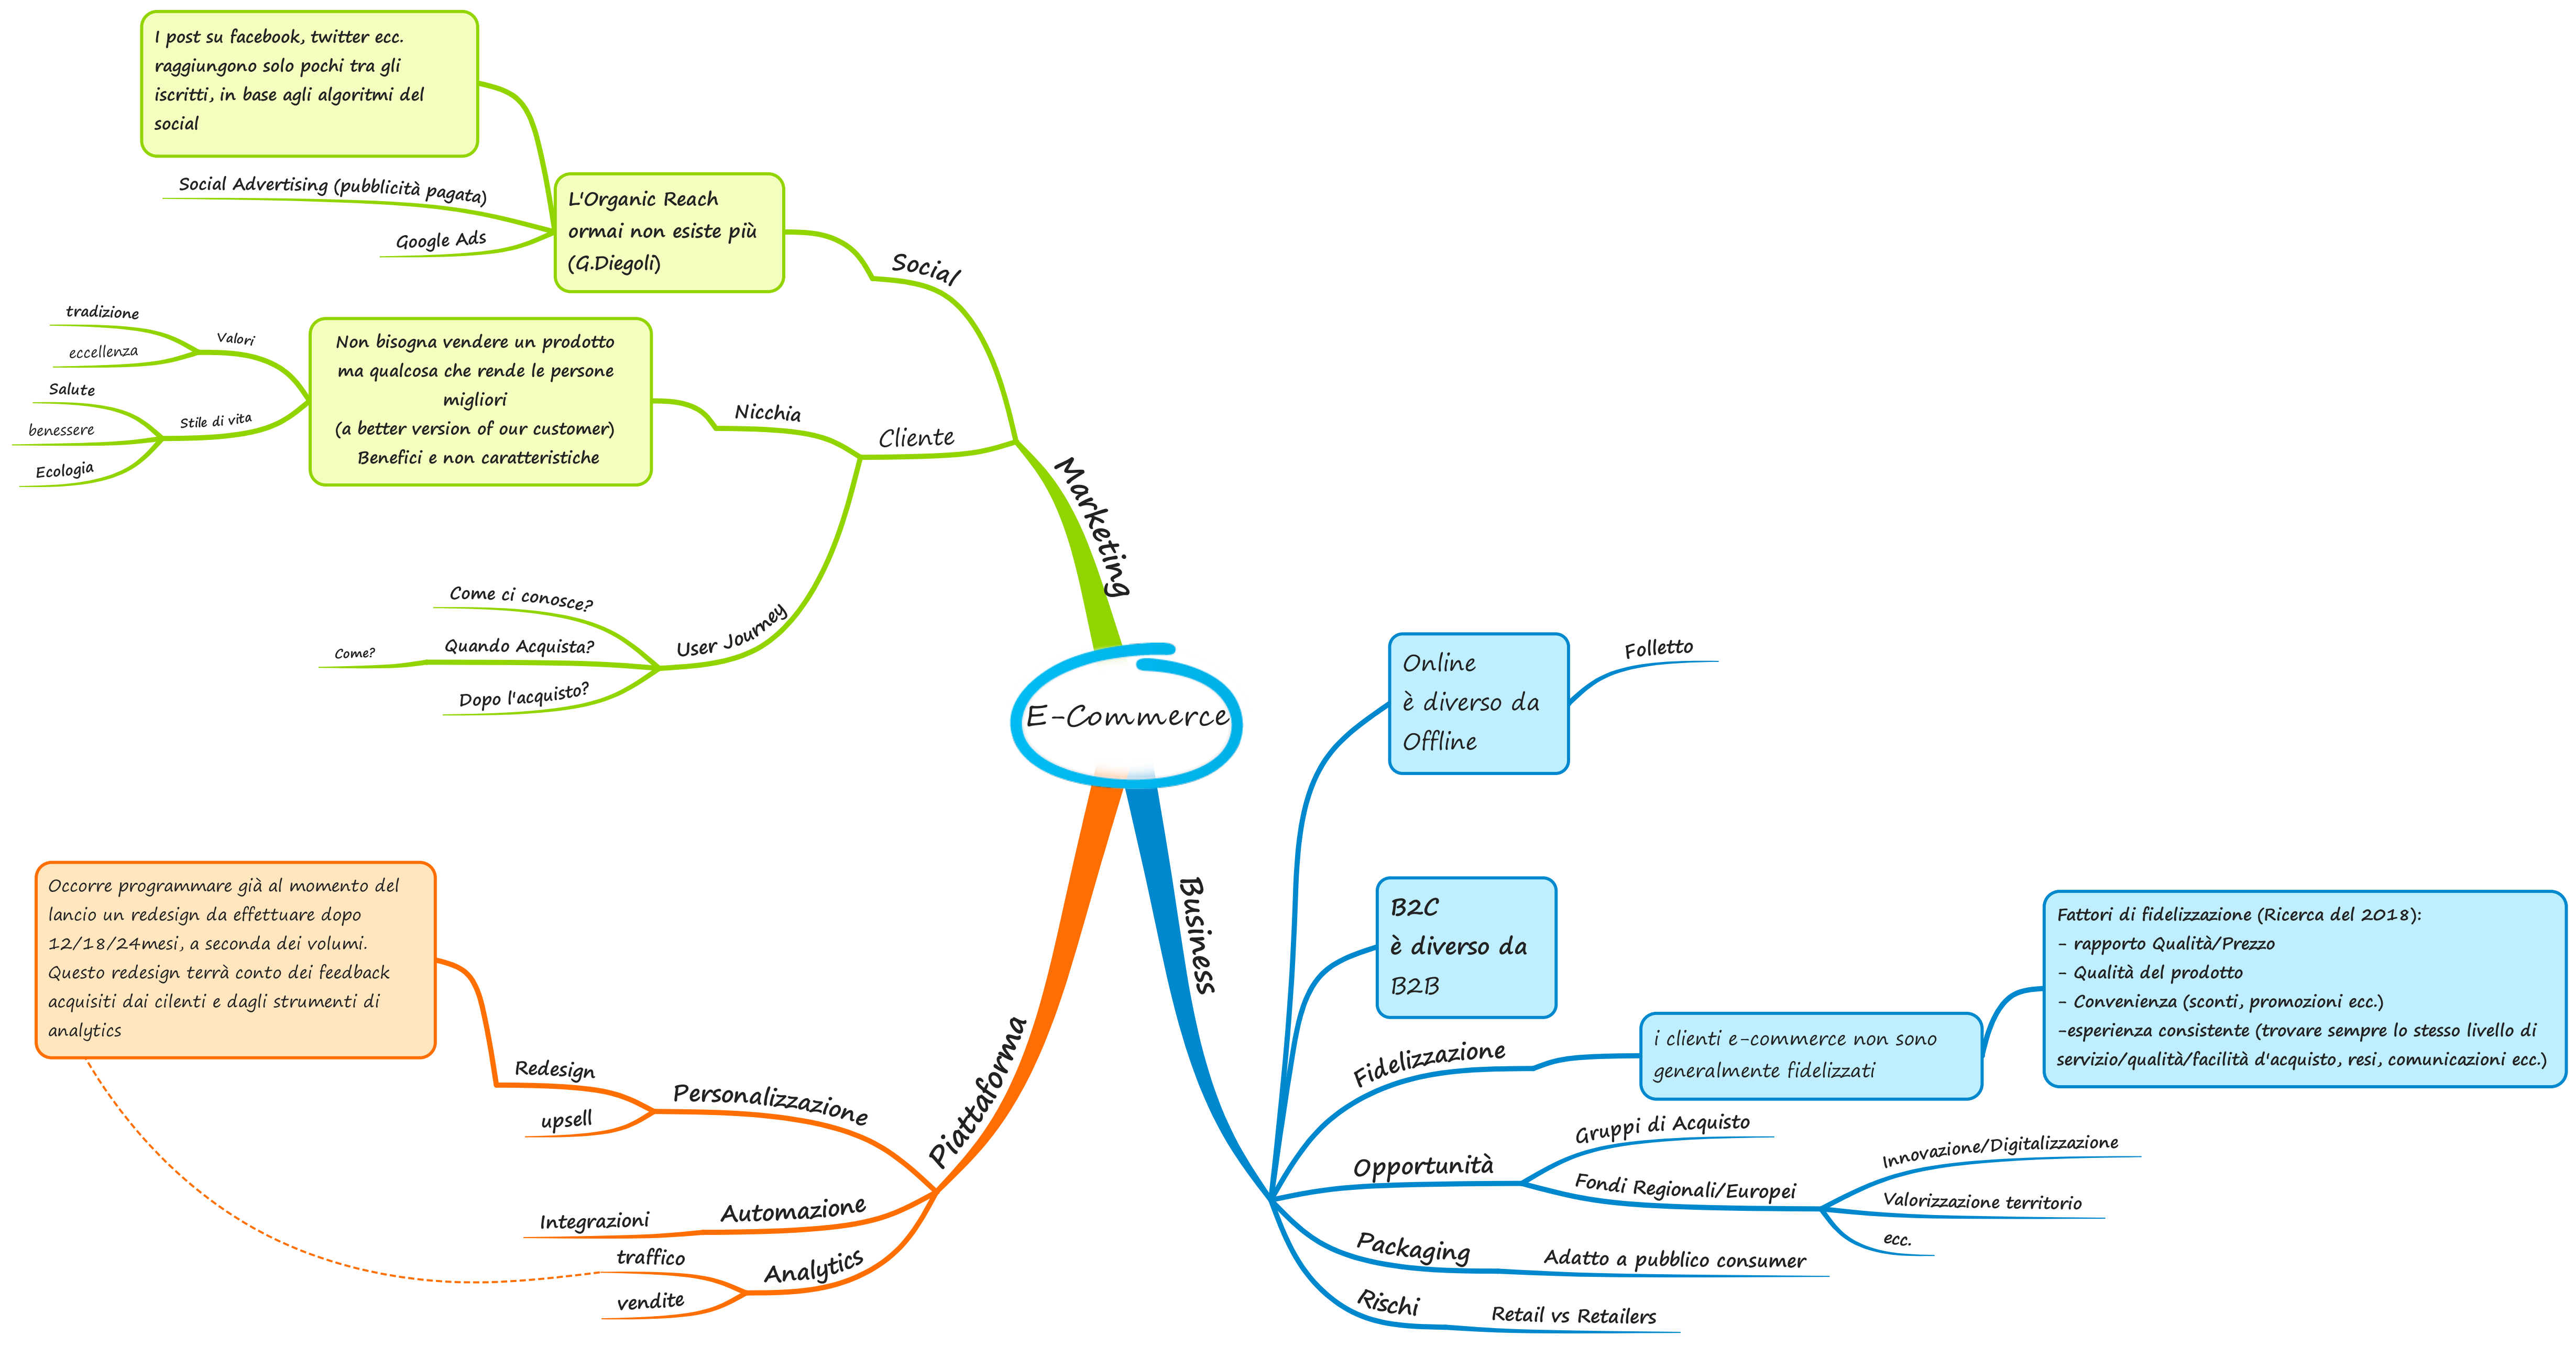 E-Commerce
Marketing
Social
L'Organic Reach
ormai non esiste più
(G.Diegoli)
I post su facebook, twitter ecc.
raggiungono solo pochi tra gli
iscritti, in base agli algoritmi del
social
Social Advertising (pubblicità pagata)
Google Ads
Cliente
Nicchia
Non bisogna vendere un prodotto
ma qualcosa che rende le persone
migliori
(a better version of our customer)
Benefici e non caratteristiche
Valori
tradizione
eccellenza
Stile di vita
Salute
benessere
Ecologia
User Journey
Come ci conosce?
Quando Acquista?
Come?
Dopo l'acquisto?
Business
Online
è diverso da
Offline
Folletto
B2C
è diverso da
B2B
Fidelizzazione
i clienti e-commerce non sono
generalmente fidelizzati
Fattori di fidelizzazione (Ricerca del 2018):
- rapporto Qualità/Prezzo
- Qualità del prodotto
- Convenienza (sconti, promozioni ecc.)
-esperienza consistente (trovare sempre lo stesso livello di
servizio/qualità/facilità d'acquisto, resi, comunicazioni ecc.)
Opportunità
Gruppi di Acquisto
Fondi Regionali/Europei
Innovazione/Digitalizzazione
Valorizzazione territorio
ecc.
Packaging
Adatto a pubblico consumer
Rischi
Retail vs Retailers
Piattaforma
Personalizzazione
Redesign
Occorre programmare già al momento del
lancio un redesign da effettuare dopo
12/18/24mesi, a seconda dei volumi.
Questo redesign terrà conto dei feedback
acquisiti dai cilenti e dagli strumenti di
analytics
upsell
Automazione
Integrazioni
Analytics
traffico
vendite